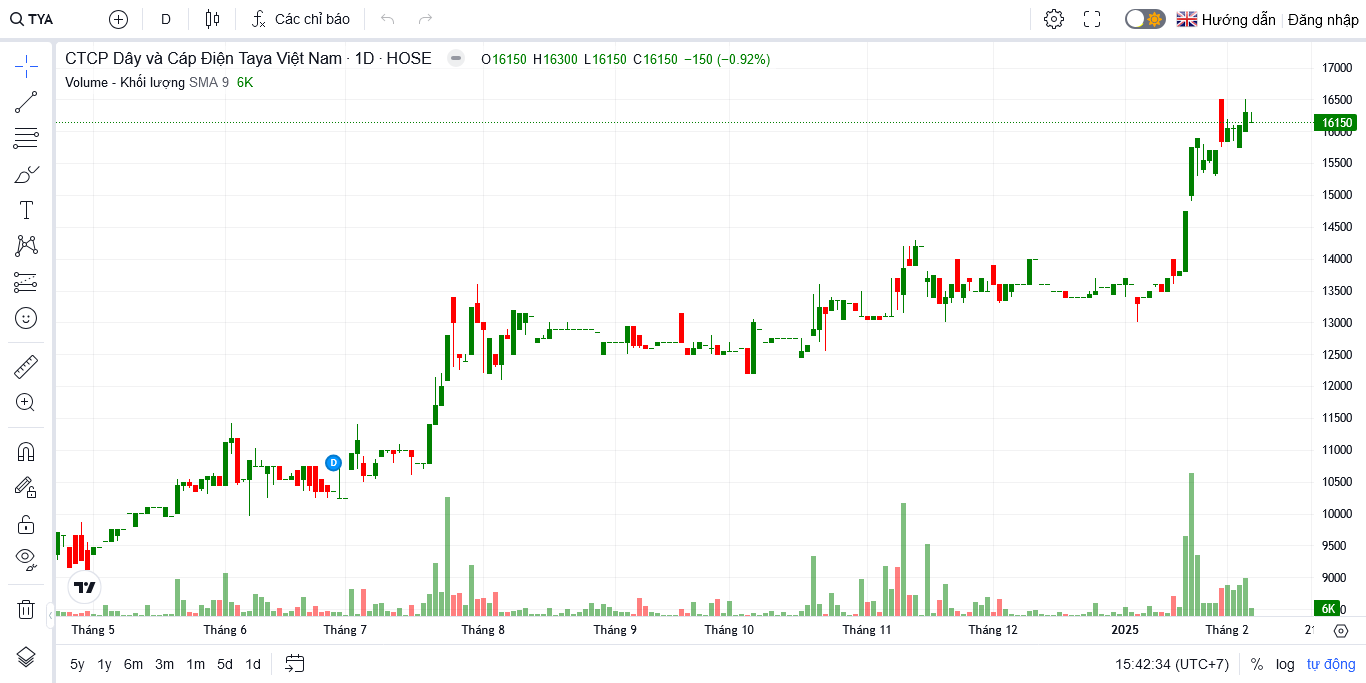 TYA D Các chỉ báo Hướng dẫn Đăng nhập
CTCP Dây và Cáp Điện Taya Việt Nam · 1D · HOSE O16150 H16300 L16150 C16150 −150 (−0.92%)
Volume - Khối lượng SMA 9 6K
17000
16500
16150
16000
15500
15000
14500
14000
13500
13000
12500
12000
11500
11000
D
10500
10000
9500
9000
6K
Tháng 5 Tháng 6 Tháng 7 Tháng 8 Tháng 9 Tháng 10 Tháng 11 Tháng 12 2025 Tháng 2
5y 1y 6m 3m 1m 5d 1d 15:42:34 (UTC+7) % log tự động